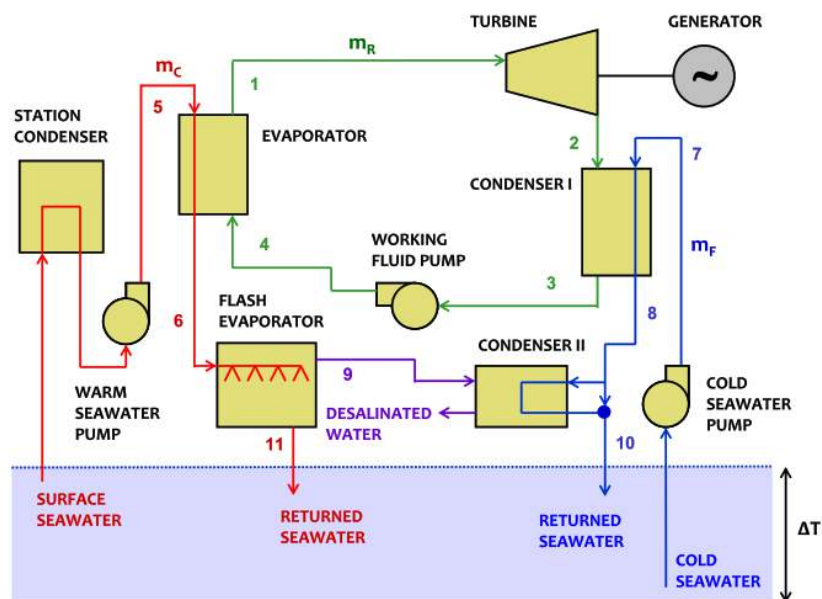 TURBINE
GENERATOR
~
m_R
m_C
5
1
STATION
CONDENSER
EVAPORATOR
2
7
CONDENSER I
4
WORKING
FLUID PUMP
m_F
3
6
FLASH
EVAPORATOR
8
9
CONDENSER II
WARM
SEAWATER
PUMP
COLD
SEAWATER
PUMP
DESALINATED
WATER
11
10
SURFACE
SEAWATER
RETURNED
SEAWATER
RETURNED
SEAWATER
COLD
SEAWATER
ΔT